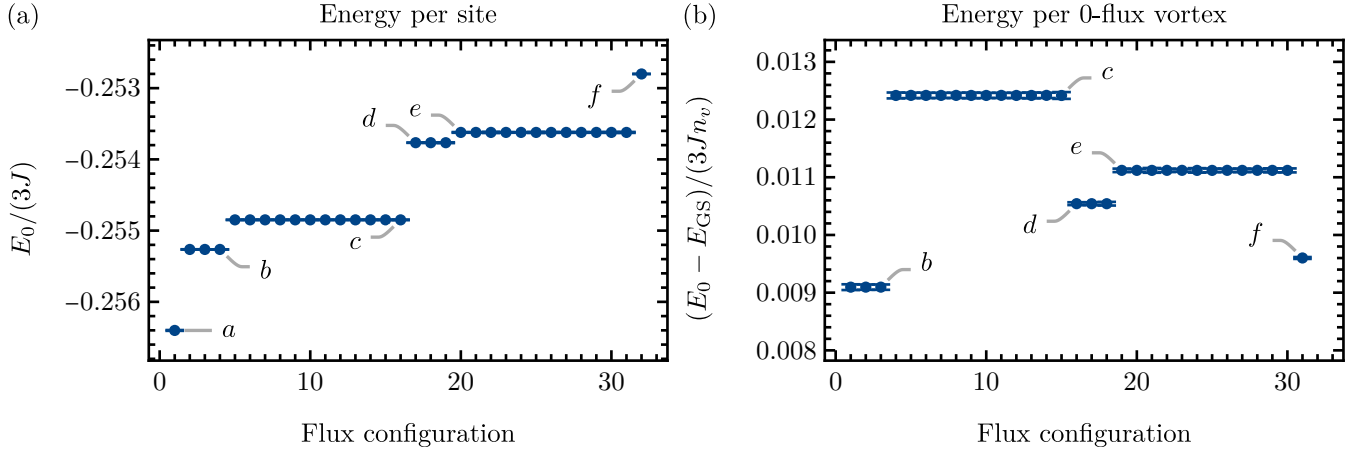 (a)
Energy per site
E₀/(3J)
−0.253
−0.254
−0.255
−0.256
a
b
c
d
e
f
0
10
20
30
Flux configuration
(b)
Energy per 0-flux vortex
(E₀ − E_GS)/(3Jn_v)
0.013
0.012
0.011
0.010
0.009
0.008
b
c
d
e
f
0
10
20
30
Flux configuration